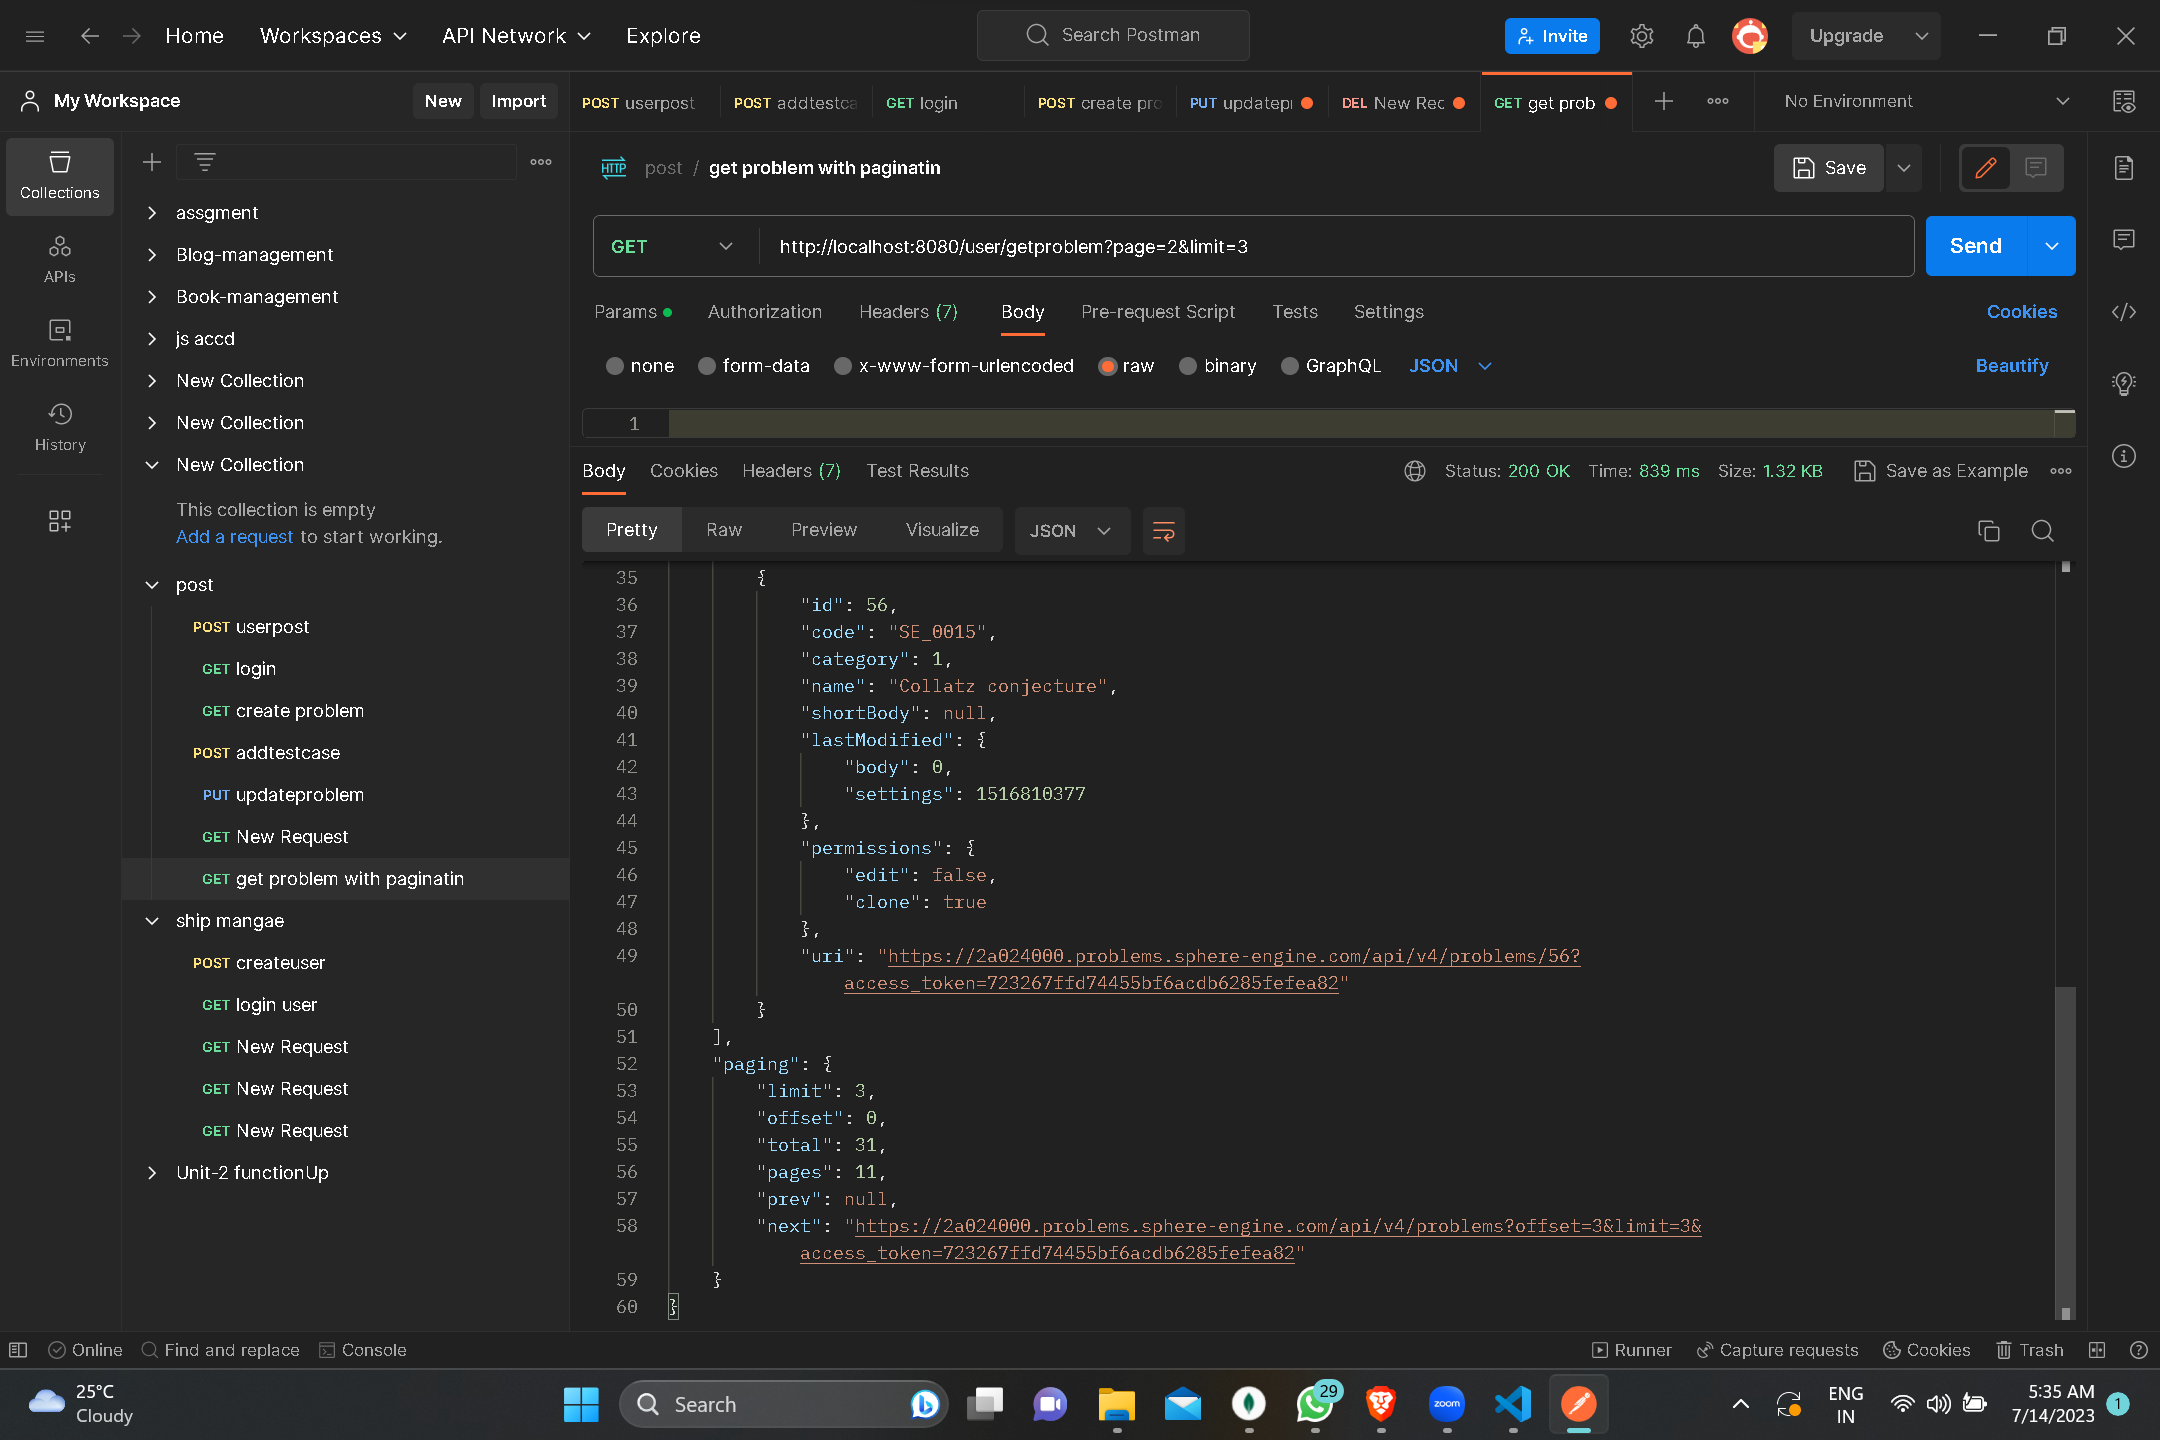 Home Workspaces API Network Explore Search Postman Invite Upgrade
My Workspace New Import POST userpost POST addtestca GET login POST create pro PUT updatepr DEL New Rec GET get prob No Environment
Collections
APIs
Environments
History
assgment
Blog-management
Book-management
js accd
New Collection
New Collection
New Collection
This collection is empty
Add a request to start working.
post
POST userpost
GET login
GET create problem
POST addtestcase
PUT updateproblem
GET New Request
GET get problem with paginatin
ship mangae
POST createuser
GET login user
GET New Request
GET New Request
GET New Request
Unit-2 functionUp
HTTP post / get problem with paginatin Save
GET http://localhost:8080/user/getproblem?page=2&limit=3 Send
Params Authorization Headers (7) Body Pre-request Script Tests Settings Cookies
none form-data x-www-form-urlencoded raw binary GraphQL JSON Beautify
1
Body Cookies Headers (7) Test Results Status: 200 OK Time: 839 ms Size: 1.32 KB Save as Example
Pretty Raw Preview Visualize JSON
35 {
36 "id": 56,
37 "code": "SE_0015",
38 "category": 1,
39 "name": "Collatz conjecture",
40 "shortBody": null,
41 "lastModified": {
42 "body": 0,
43 "settings": 1516810377
44 },
45 "permissions": {
46 "edit": false,
47 "clone": true
48 },
49 "uri": "https://2a024000.problems.sphere-engine.com/api/v4/problems/56?
access_token=723267ffd74455bf6acdb6285fefea82"
50 }
51 ],
52 "paging": {
53 "limit": 3,
54 "offset": 0,
55 "total": 31,
56 "pages": 11,
57 "prev": null,
58 "next": "https://2a024000.problems.sphere-engine.com/api/v4/problems?offset=3&limit=3&
access_token=723267ffd74455bf6acdb6285fefea82"
59 }
60 }
Online Find and replace Console Runner Capture requests Cookies Trash
25°C
Cloudy
Search
29
zoom
ENG
IN
5:35 AM
7/14/2023
1